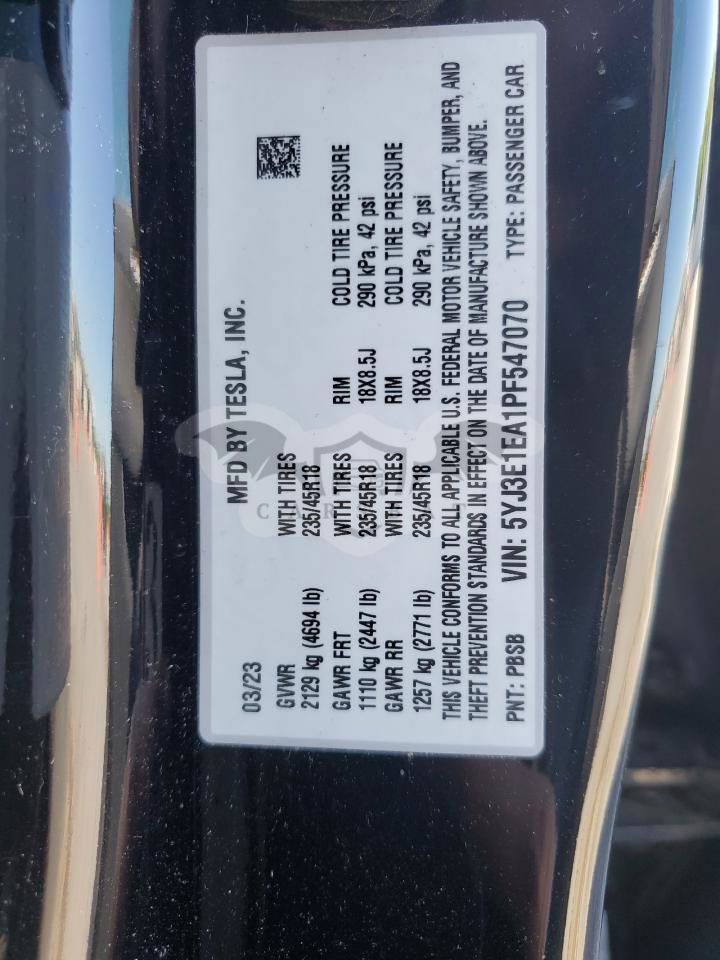 MFD BY TESLA, INC.
03/23
GVWR WITH TIRES
2129 kg (4694 lb) 235/45R18
GAWR FRT WITH TIRES RIM COLD TIRE PRESSURE
1110 kg (2447 lb) 235/45R18 18X8.5J 290 kPa, 42 psi
GAWR RR WITH TIRES RIM COLD TIRE PRESSURE
1257 kg (2771 lb) 235/45R18 18X8.5J 290 kPa, 42 psi
THIS VEHICLE CONFORMS TO ALL APPLICABLE U.S. FEDERAL MOTOR VEHICLE SAFETY, BUMPER, AND
THEFT PREVENTION STANDARDS IN EFFECT ON THE DATE OF MANUFACTURE SHOWN ABOVE.
PNT: PBSB VIN: 5YJ3E1EA1PF547070 TYPE: PASSENGER CAR